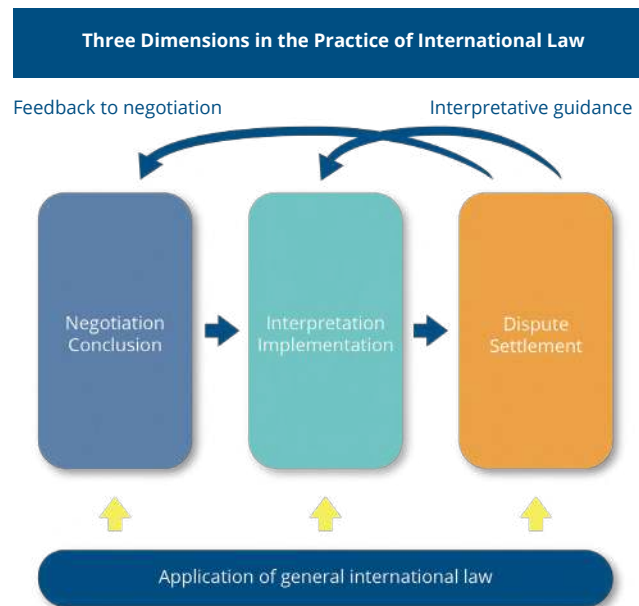 Three Dimensions in the Practice of International Law
Feedback to negotiation
Interpretative guidance
Negotiation
Conclusion
Interpretation
Implementation
Dispute
Settlement
Application of general international law